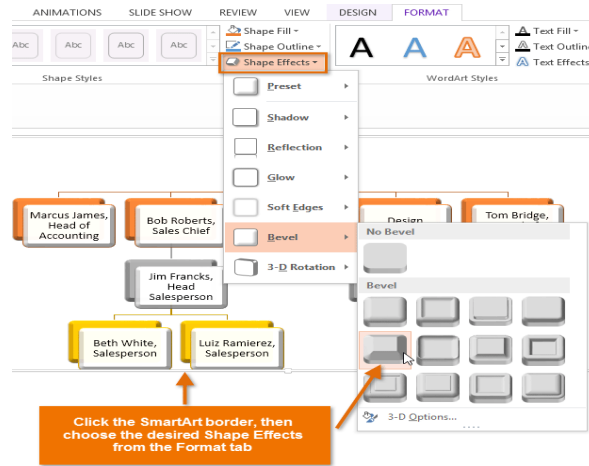 ANIMATIONS SLIDE SHOW REVIEW VIEW DESIGN FORMAT
Abc Abc Abc Abc
Shape Fill
Shape Outline
Shape Effects
A A A
Text Fill
Text Outlin
Text Effects
Shape Styles
WordArt Styles
Preset
Shadow
Reflection
Glow
Soft Edges
Bevel
3-D Rotation
Marcus James,
Head of
Accounting
Bob Roberts,
Sales Chief
Design
Tom Bridge,
Jim Francks,
Head
Salesperson
Beth White,
Salesperson
Luiz Ramierez,
Salesperson
No Bevel
Bevel
3-D Options...
Click the SmartArt border, then
choose the desired Shape Effects
from the Format tab